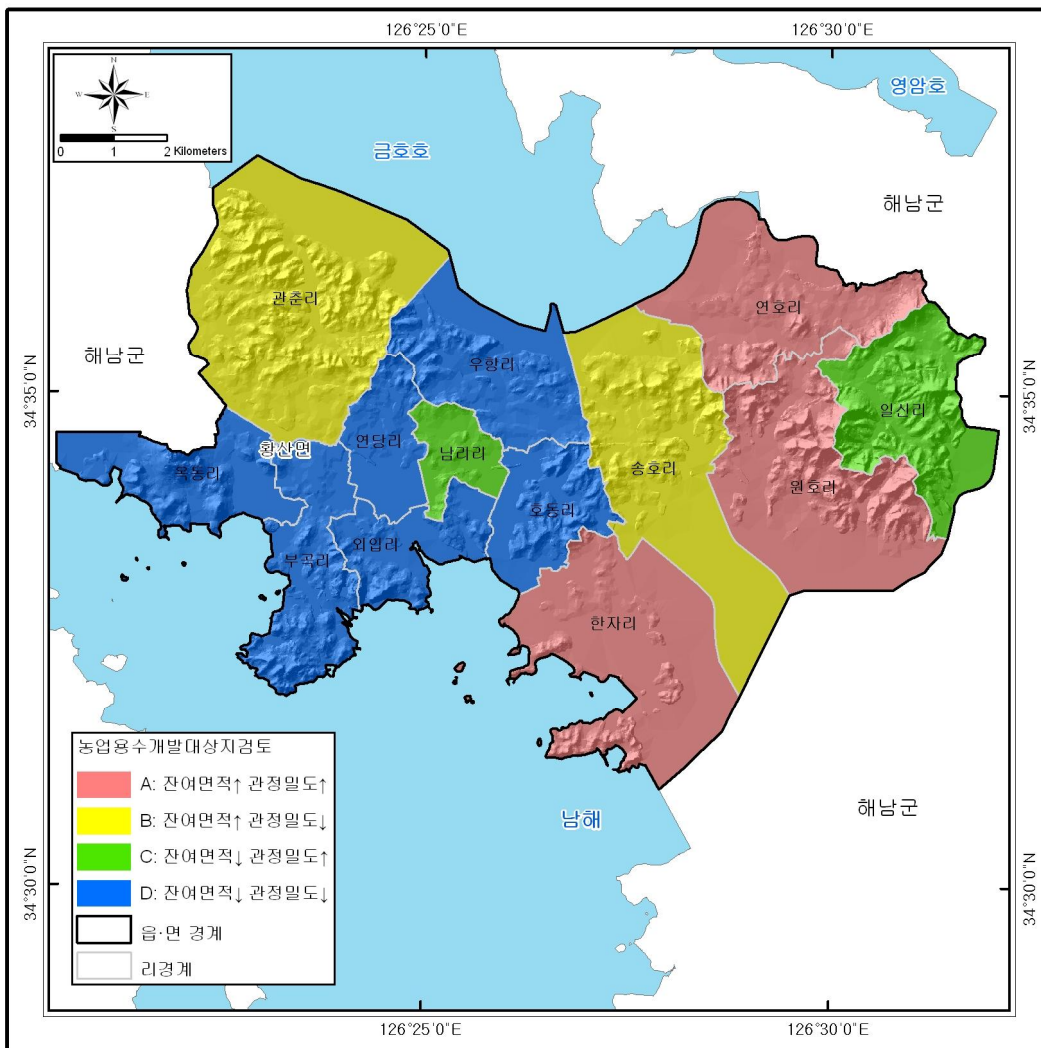 126°25'0"E
126°30'0"E
N
W
E
S
0
1
2 Kilometers
영암호
금호호
해남군
관춘리
연호리
해남군
우항리
34°35'0"N
34°35'0"N
일신리
연당리
황산면
남리리
옥동리
송호리
원호리
호동리
외입리
부곡리
한자리
농업용수개발대상지검토
A: 잔여면적↑ 관정밀도↑
B: 잔여면적↑ 관정밀도↓
C: 잔여면적↓ 관정밀도↑
D: 잔여면적↓ 관정밀도↓
읍·면 경계
리경계
남해
해남군
34°30'0"N
34°30'0"N
126°25'0"E
126°30'0"E